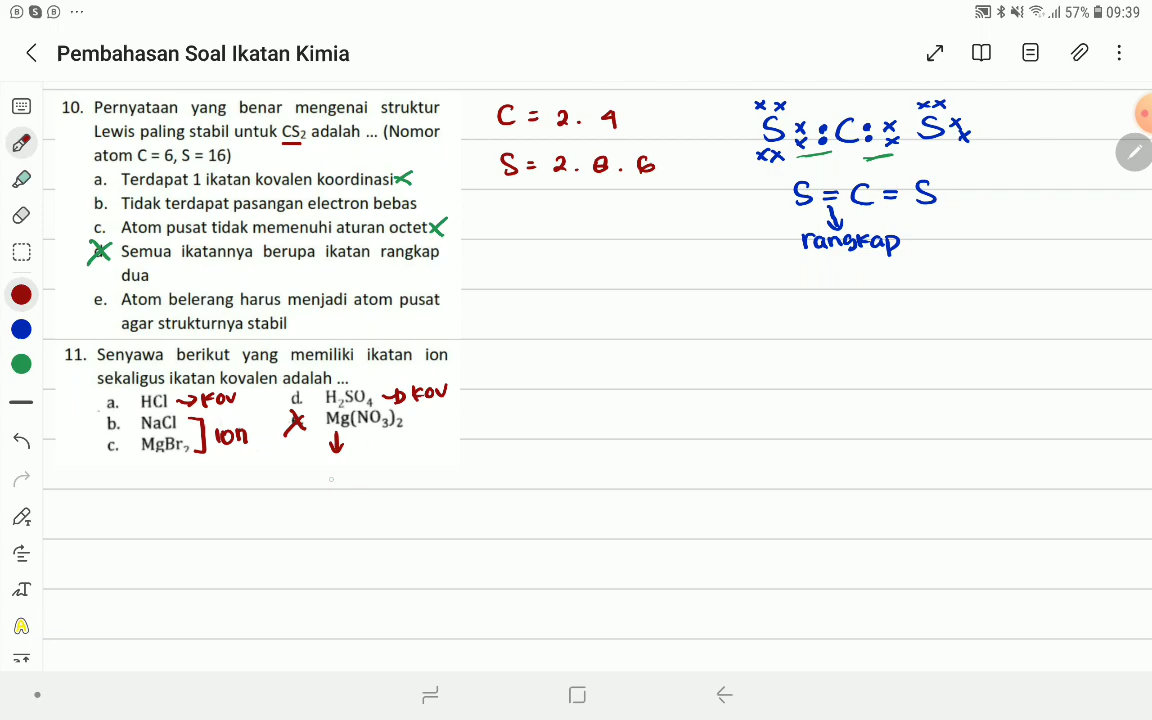 57% 09:39
Pembahasan Soal Ikatan Kimia
10. Pernyataan yang benar mengenai struktur
Lewis paling stabil untuk CS₂ adalah ... (Nomor
atom C = 6, S = 16)
a. Terdapat 1 ikatan kovalen koordinasi
b. Tidak terdapat pasangan electron bebas
c. Atom pusat tidak memenuhi aturan octet
Semua ikatannya berupa ikatan rangkap
dua
e. Atom belerang harus menjadi atom pusat
agar strukturnya stabil
C = 2. 4
S = 2. 8. 6
S C S
S = C = S
rangkap
11. Senyawa berikut yang memiliki ikatan ion
sekaligus ikatan kovalen adalah ...
a. HCl → KOV
b. NaCl
c. MgBr₂
ion
d. H₂SO₄ → KOV
Mg(NO₃)₂